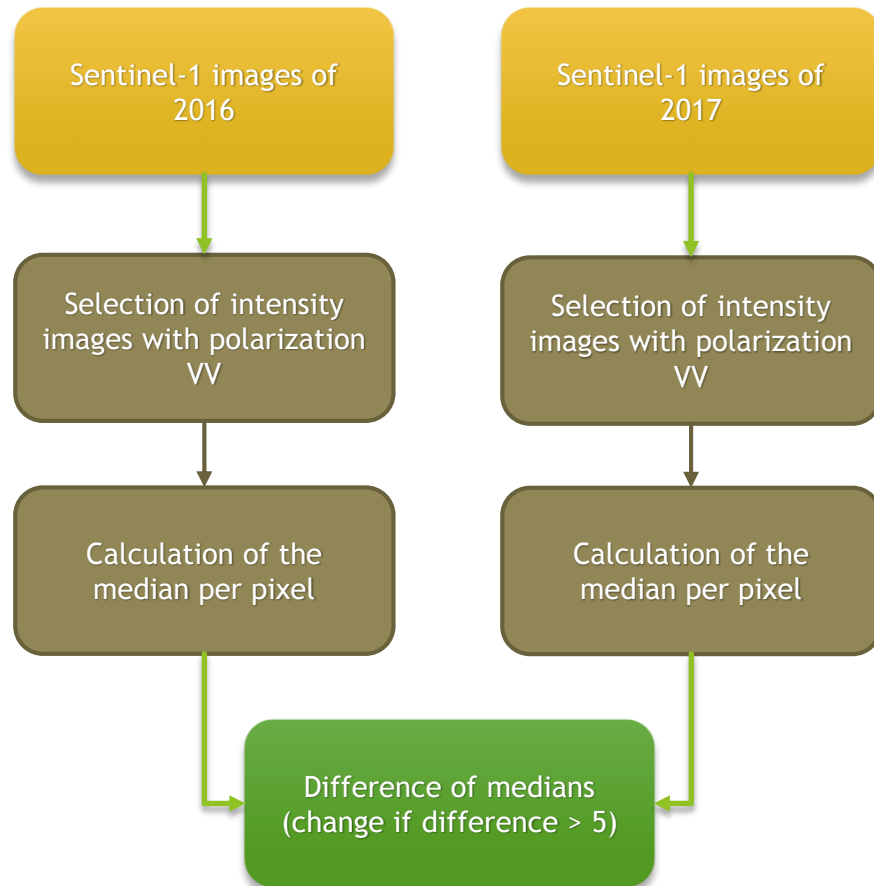 Sentinel-1 images of
2016
Sentinel-1 images of
2017
Selection of intensity
images with polarization
VV
Selection of intensity
images with polarization
VV
Calculation of the
median per pixel
Calculation of the
median per pixel
Difference of medians
(change if difference > 5)